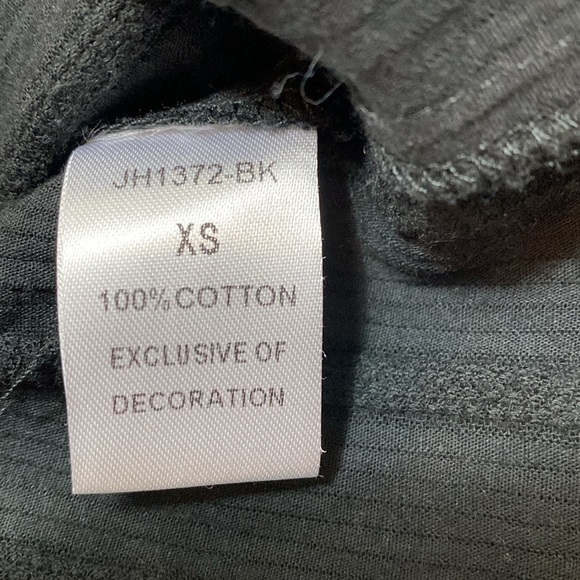 JH1372-BK
XS
100%COTTON
EXCLUSIVE OF
DECORATION